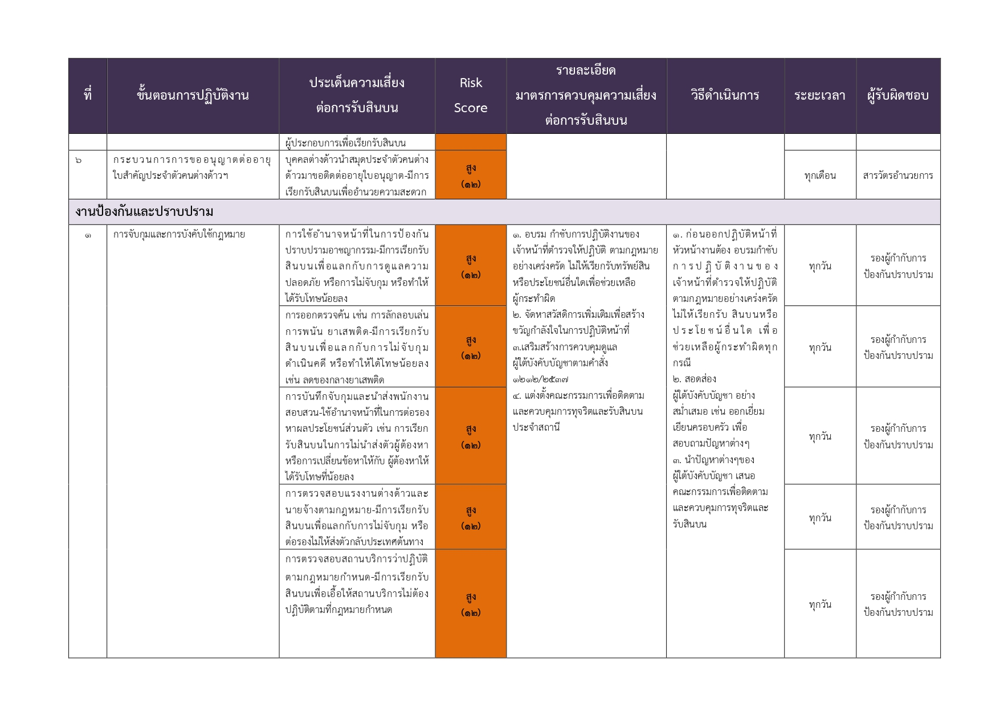 ที่
ขั้นตอนการปฏิบัติงาน
ประเด็นความเสี่ยง
ต่อการรับสินบน
Risk
Score
รายละเอียด
มาตรการควบคุมความเสี่ยง
ต่อการรับสินบน
วิธีดำเนินการ
ระยะเวลา
ผู้รับผิดชอบ
ผู้ประกอบการเพื่อเรียกรับสินบน
๖
กระบวนการการขออนุญาตต่ออายุ
ใบสำคัญประจำตัวคนต่างด้าวฯ
บุคคลต่างด้าวนำสมุดประจำตัวคนต่าง
ด้าวมาขอติดต่ออายุใบอนุญาต-มีการ
เรียกรับสินบนเพื่ออำนวยความสะดวก
สูง
(๑๒)
ทุกเดือน
สารวัตรอำนวยการ
งานป้องกันและปราบปราม
๑
การจับกุมและการบังคับใช้กฎหมาย
การใช้อำนาจหน้าที่ในการป้องกัน
ปราบปรามอาชญากรรม-มีการเรียกรับ
สินบนเพื่อแลกกับการดูแลความ
ปลอดภัย หรือการไม่จับกุม หรือทำให้
ได้รับโทษน้อยลง
สูง
(๑๒)
๑. อบรม กำชับการปฏิบัติงานของ
เจ้าหน้าที่ตำรวจให้ปฏิบัติ ตามกฎหมาย
อย่างเคร่งครัด ไม่ให้เรียกรับทรัพย์สิน
หรือประโยชน์อื่นใดเพื่อช่วยเหลือ
ผู้กระทำผิด
๒. จัดหาสวัสดิการเพิ่มเติมเพื่อสร้าง
ขวัญกำลังใจในการปฏิบัติหน้าที่
๓.เสริมสร้างการควบคุมดูแล
ผู้ใต้บังคับบัญชาตามคำสั่ง
๑๒๑๒/๒๕๓๗
๔. แต่งตั้งคณะกรรมการเพื่อติดตาม
และควบคุมการทุจริตและรับสินบน
ประจำสถานี
๑. ก่อนออกปฏิบัติหน้าที่
หัวหน้างานต้อง อบรมกำชับ
การปฏิบัติงานของ
เจ้าหน้าที่ตำรวจให้ปฏิบัติ
ตามกฎหมายอย่างเคร่งครัด
ไม่ให้เรียกรับ สินบนหรือ
ประโยชน์อื่นใด เพื่อ
ช่วยเหลือผู้กระทำผิดทุก
กรณี
๒. สอดส่อง
ผู้ใต้บังคับบัญชา อย่าง
สม่ำเสมอ เช่น ออกเยี่ยม
เยียนครอบครัว เพื่อ
สอบถามปัญหาต่างๆ
๓. นำปัญหาต่างๆของ
ผู้ใต้บังคับบัญชา เสนอ
คณะกรรมการเพื่อติดตาม
และควบคุมการทุจริตและ
รับสินบน
ทุกวัน
รองผู้กำกับการ
ป้องกันปราบปราม
การออกตรวจค้น เช่น การลักลอบเล่น
การพนัน ยาเสพติด-มีการเรียกรับ
สินบนเพื่อแลกกับการไม่จับกุม
ดำเนินคดี หรือทำให้ได้โทษน้อยลง
เช่น ลดของกลางยาเสพติด
สูง
(๑๒)
ทุกวัน
รองผู้กำกับการ
ป้องกันปราบปราม
การบันทึกจับกุมและนำส่งพนักงาน
สอบสวน-ใช้อำนาจหน้าที่ในการต่อรอง
หาผลประโยชน์ส่วนตัว เช่น การเรียก
รับสินบนในการไม่นำส่งตัวผู้ต้องหา
หรือการเปลี่ยนข้อหาให้กับ ผู้ต้องหาให้
ได้รับโทษที่น้อยลง
สูง
(๑๒)
ทุกวัน
รองผู้กำกับการ
ป้องกันปราบปราม
การตรวจสอบแรงงานต่างด้าวและ
นายจ้างตามกฎหมาย-มีการเรียกรับ
สินบนเพื่อแลกกับการไม่จับกุม หรือ
ต่อรองไม่ให้ส่งตัวกลับประเทศต้นทาง
สูง
(๑๒)
ทุกวัน
รองผู้กำกับการ
ป้องกันปราบปราม
การตรวจสอบสถานบริการว่าปฏิบัติ
ตามกฎหมายกำหนด-มีการเรียกรับ
สินบนเพื่อเอื้อให้สถานบริการไม่ต้อง
ปฏิบัติตามที่กฎหมายกำหนด
สูง
(๑๒)
ทุกวัน
รองผู้กำกับการ
ป้องกันปราบปราม